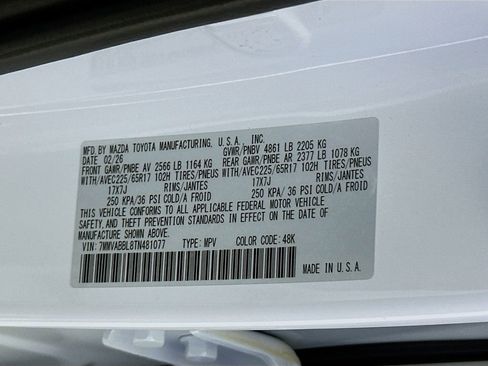 MFD. BY MAZDA TOYOTA MANUFACTURING, U.S.A., INC.
DATE 02/26 GVWR/PNBV 4861 LB 2205 KG
FRONT GAWR/PNBE AV 2566 LB 1164 KG REAR GAWR/PNBE AR 2377 LB 1078 KG
WITH/AVEC225/65R17 102H TIRES/PNEUS WITH/AVEC225/65R17 102H TIRES/PNEUS
17X7J RIMS/JANTES 17X7J RIMS/JANTES
250 KPA/36 PSI COLD/A FROID 250 KPA/ 36 PSI COLD/A FROID
THIS VEHICLE CONFORMS TO ALL APPLICABLE FEDERAL MOTOR VEHICLE
SAFETY, AND THEFT PREVENTION STANDARDS IN EFFECT ON THE DATE OF
MANUFACTURE SHOWN ABOVE.
VIN: 7MMVABBL8TN481077 TYPE: MPV COLOR CODE: 48K
MADE IN U.S.A.